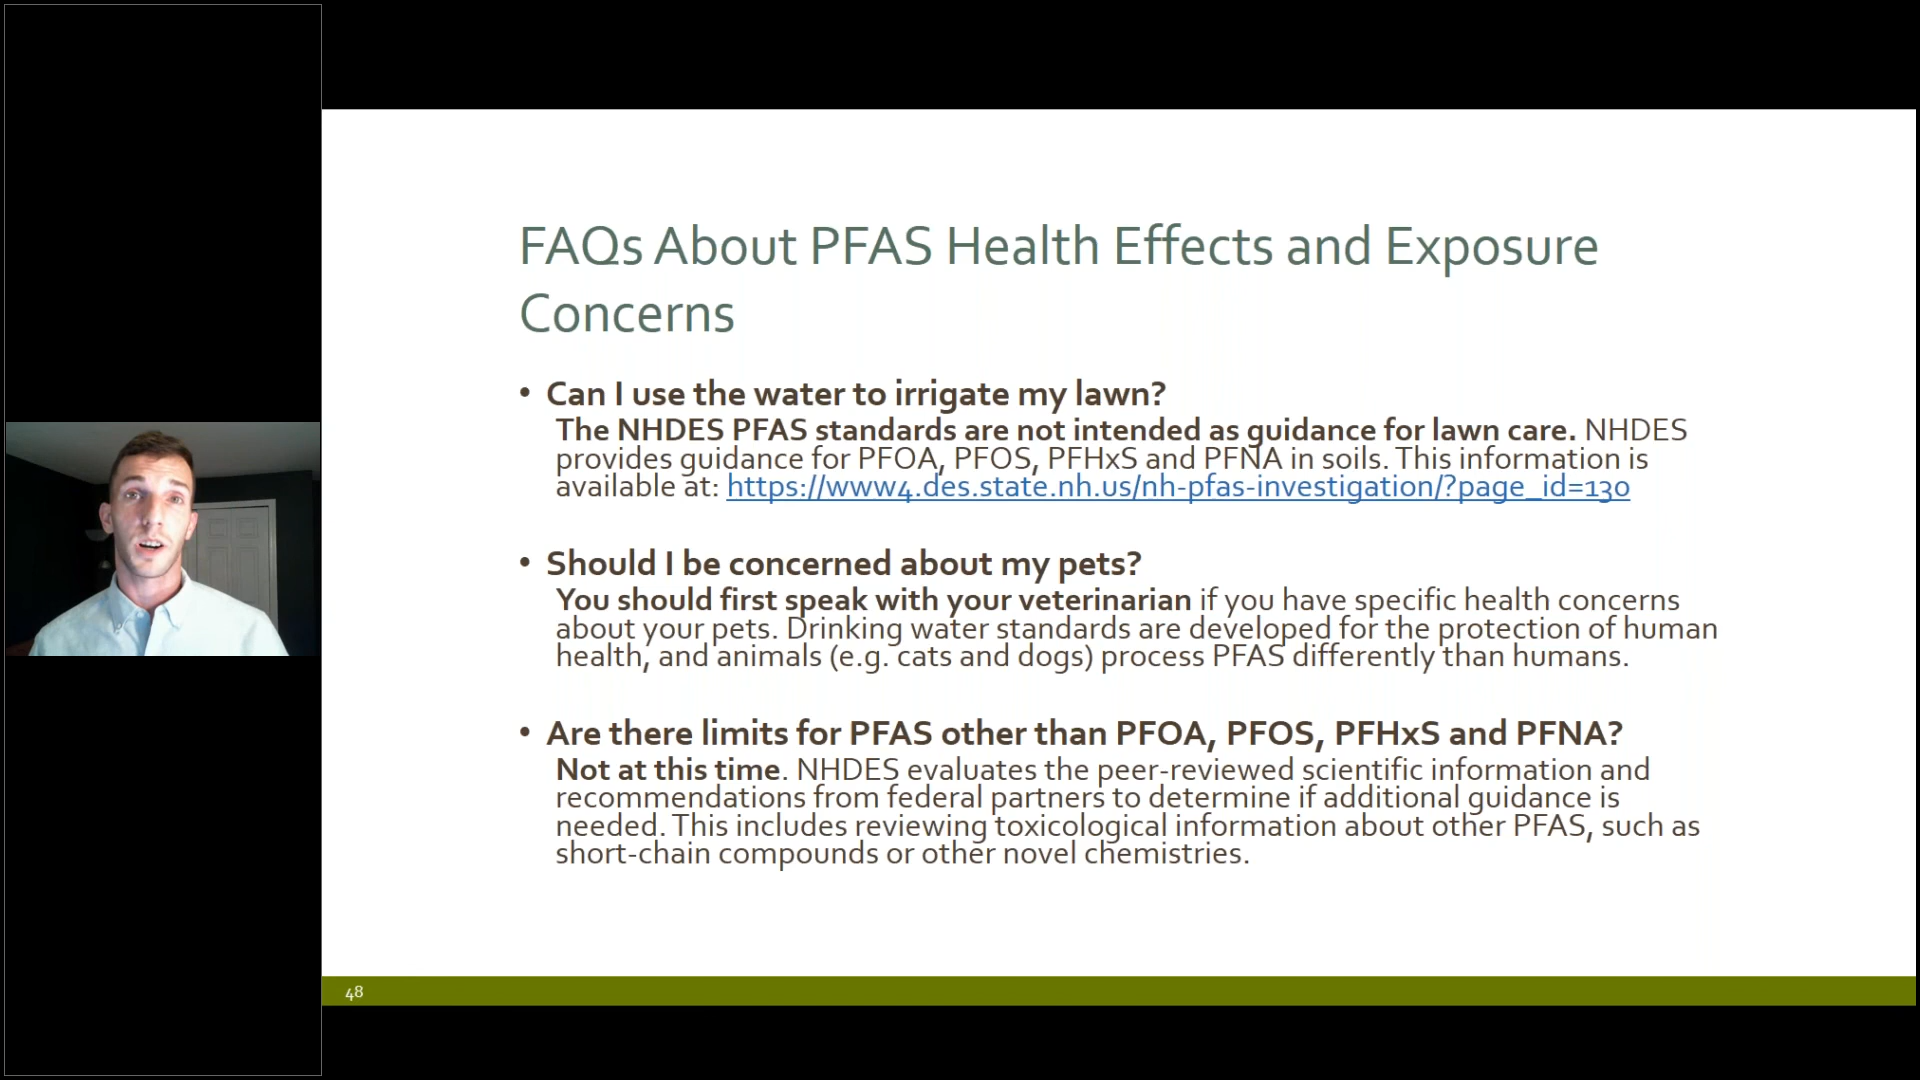 FAQs About PFAS Health Effects and Exposure
Concerns
• Can I use the water to irrigate my lawn?
The NHDES PFAS standards are not intended as guidance for lawn care. NHDES
provides guidance for PFOA, PFOS, PFHxS and PFNA in soils. This information is
available at: https://www4.des.state.nh.us/nh-pfas-investigation/?page_id=130
• Should I be concerned about my pets?
You should first speak with your veterinarian if you have specific health concerns
about your pets. Drinking water standards are developed for the protection of human
health, and animals (e.g. cats and dogs) process PFAS differently than humans.
• Are there limits for PFAS other than PFOA, PFOS, PFHxS and PFNA?
Not at this time. NHDES evaluates the peer-reviewed scientific information and
recommendations from federal partners to determine if additional guidance is
needed. This includes reviewing toxicological information about other PFAS, such as
short-chain compounds or other novel chemistries.
48